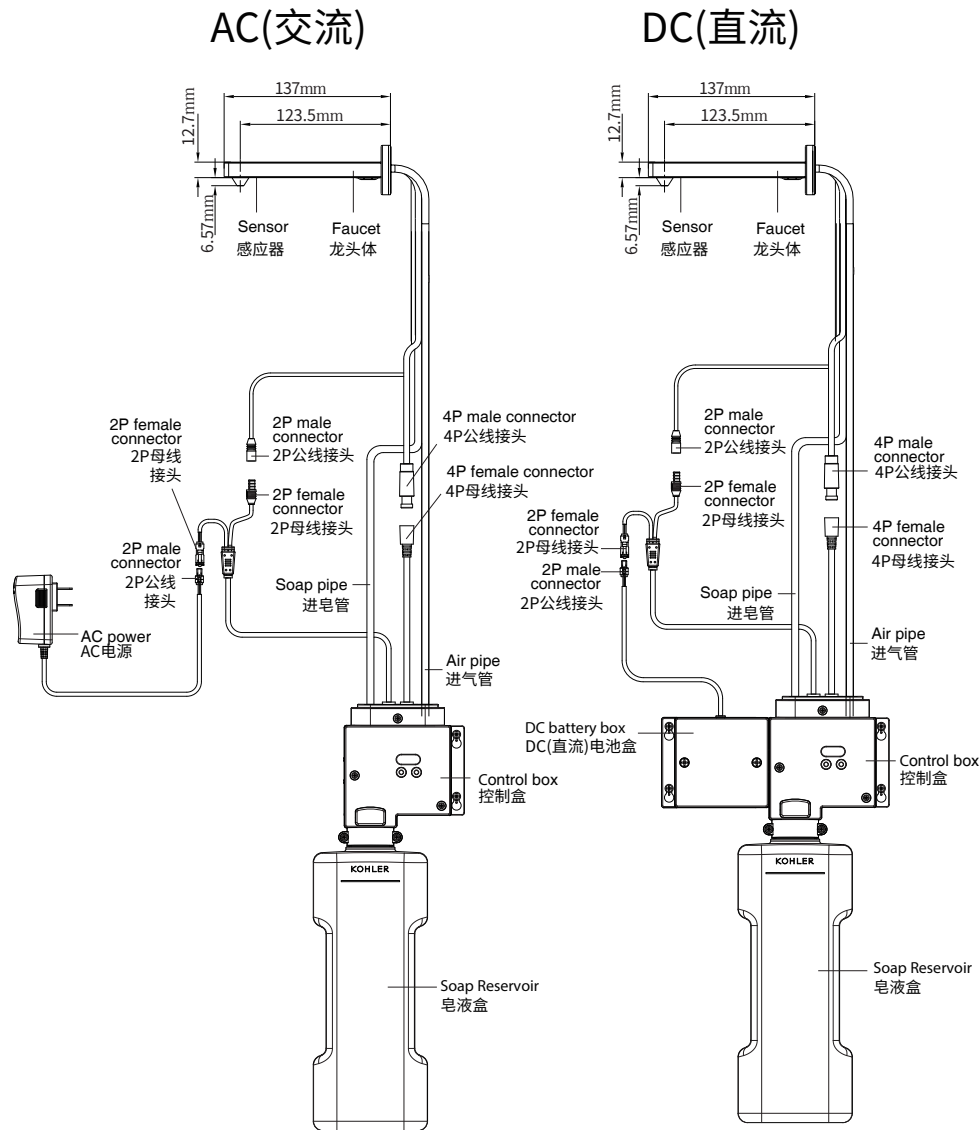 AC(交流)
137mm
123.5mm
12.7mm
6.57mm
Sensor
感应器
Faucet
龙头体
2P female
connector
2P母线
接头
2P male
connector
2P公线接头
4P male connector
4P公线接头
4P female connector
4P母线接头
2P female
connector
2P母线接头
2P male
connector
2P公线
接头
Soap pipe
进皂管
AC power
AC电源
Air pipe
进气管
Control box
控制盒
KOHLER
Soap Reservoir
皂液盒
DC(直流)
137mm
123.5mm
12.7mm
6.57mm
Sensor
感应器
Faucet
龙头体
2P male
connector
2P公线接头
4P male
connector
4P公线接头
2P female
connector
2P母线接头
2P female
connector
2P母线接头
4P female
connector
4P母线接头
2P male
connector
2P公线接头
Soap pipe
进皂管
Air pipe
进气管
DC battery box
DC(直流)电池盒
Control box
控制盒
KOHLER
Soap Reservoir
皂液盒